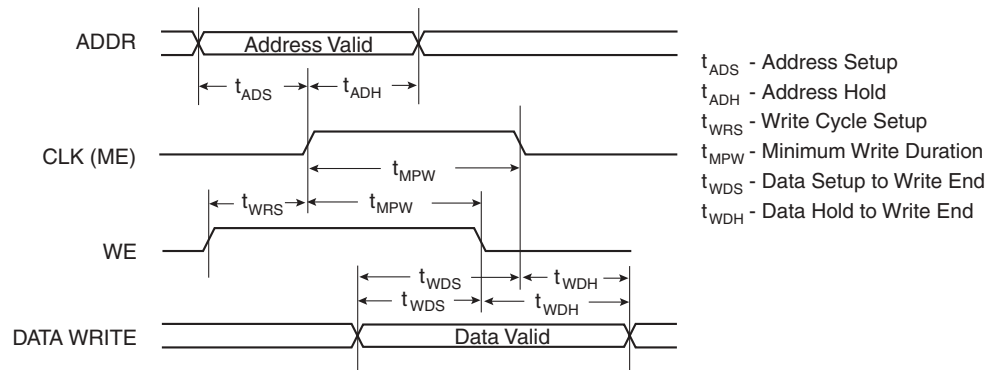 ADDR
Address Valid
tADS
tADH
CLK (ME)
tMPW
tWRS
tMPW
WE
tWDS
tWDH
tWDS
tWDH
DATA WRITE
Data Valid
tADS - Address Setup
tADH - Address Hold
tWRS - Write Cycle Setup
tMPW - Minimum Write Duration
tWDS - Data Setup to Write End
tWDH - Data Hold to Write End